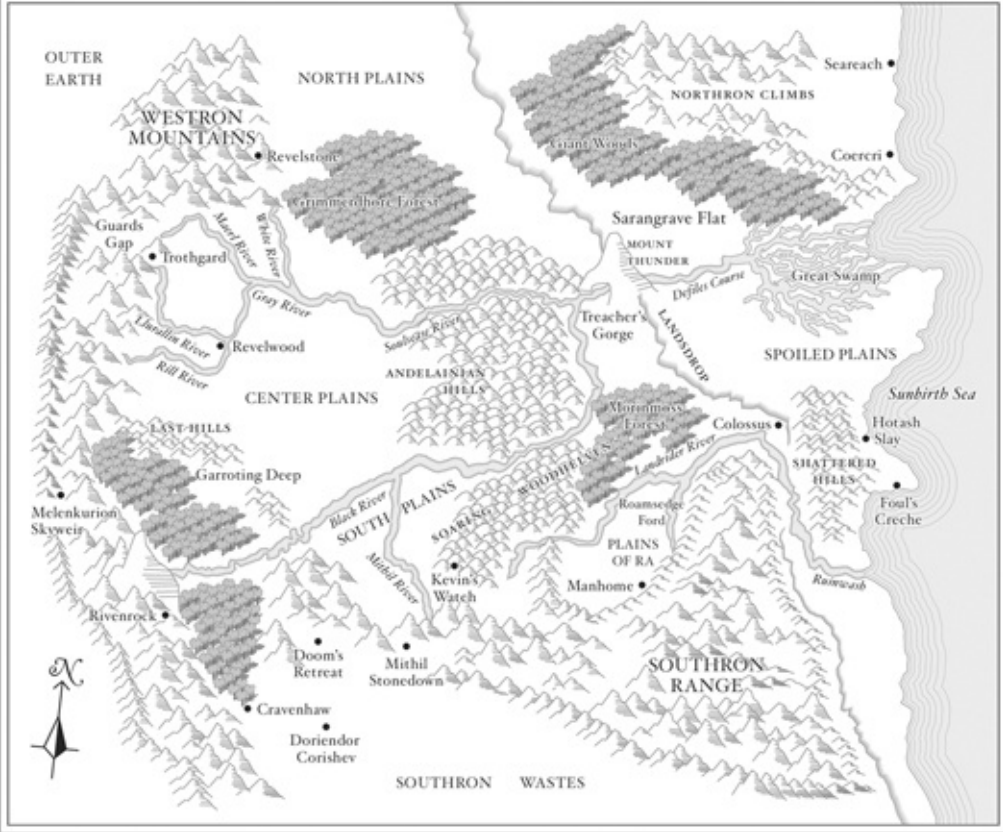 OUTER
EARTH
NORTH PLAINS
Seareach
NORTHRON CLIMBS
WESTRON
MOUNTAINS
Revelstone
Giant Woods
Coercri
Grimmerdhore Forest
Sarangrave Flat
Guards
Gap
Maerl River
White River
Trothgard
MOUNT
THUNDER
Defiles Course
Great Swamp
Gray River
Treacher's
Gorge
LANDSDROP
Llurallin River
Revelwood
Soulease River
SPOILED PLAINS
Rill River
ANDELAINIAN
HILLS
CENTER PLAINS
Sunbirth Sea
Morinmoss
Forest
Colossus
Hotash
Slay
LAST HILLS
Landrider River
SHATTERED
HILLS
Garroting Deep
WOODHELVEN
SOARING
Foul's
Creche
Melenkurion
Skyweir
Black River
SOUTH PLAINS
Roamsedge
Ford
PLAINS
OF RA
Mithil River
Kevin's
Watch
Manhome
Ruinwash
Rivenrock
N
Doom's
Retreat
Mithil
Stonedown
SOUTHRON
RANGE
Cravenhaw
Doriendor
Corishev
SOUTHRON WASTES